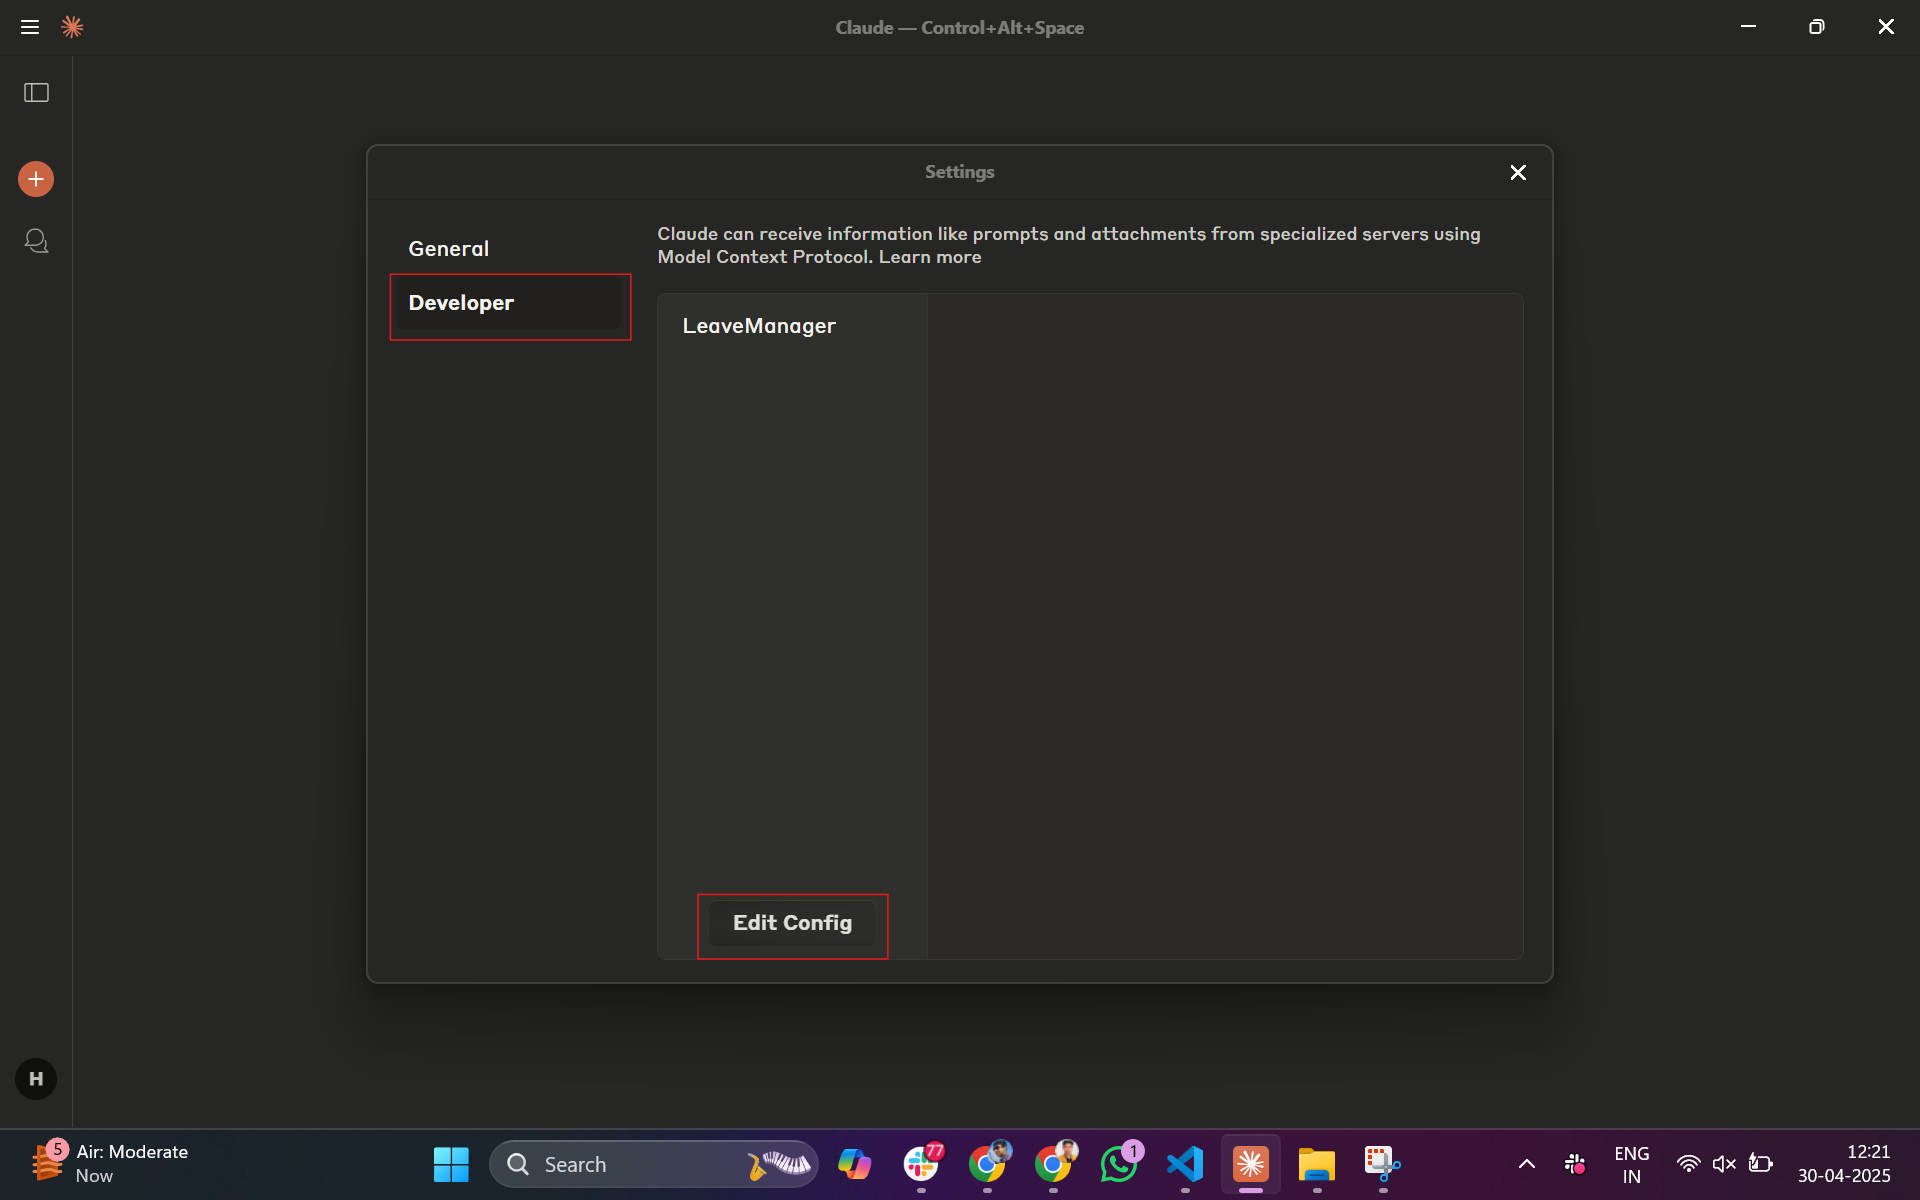 Claude — Control+Alt+Space
Settings
General
Developer
Claude can receive information like prompts and attachments from specialized servers using
Model Context Protocol. Learn more
LeaveManager
Edit Config
H
5
Air: Moderate
Now
Search
77
1
ENG
IN
12:21
30-04-2025